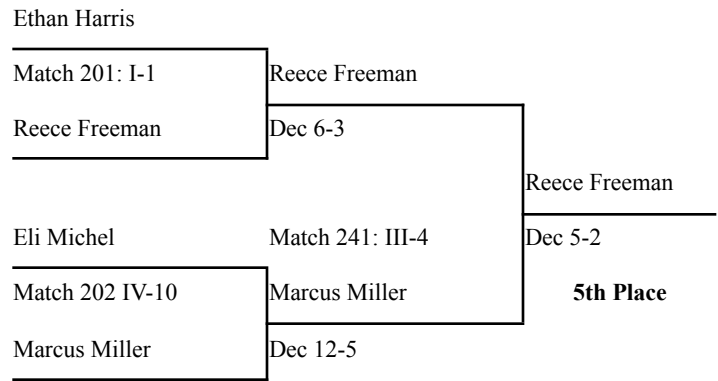 Ethan Harris
Match 201: I-1
Reece Freeman
Reece Freeman
Dec 6-3
Reece Freeman
Eli Michel
Match 241: III-4
Dec 5-2
Match 202 IV-10
Marcus Miller
5th Place
Marcus Miller
Dec 12-5